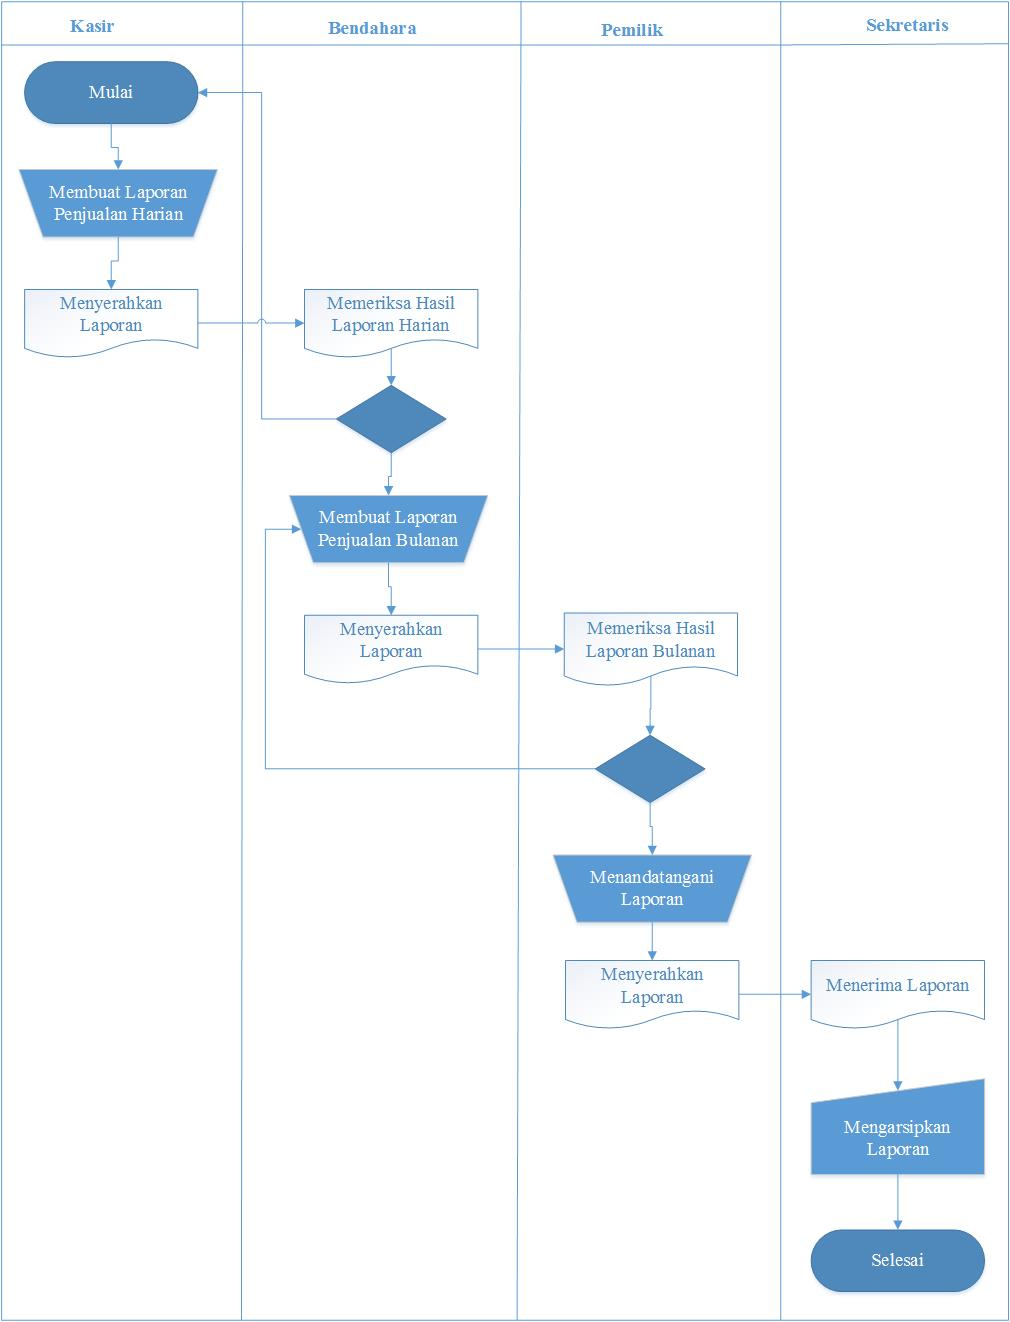 Kasir
Bendahara
Pemilik
Sekretaris
Mulai
Membuat Laporan
Penjualan Harian
Menyerahkan
Laporan
Memeriksa Hasil
Laporan Harian
Membuat Laporan
Penjualan Bulanan
Menyerahkan
Laporan
Memeriksa Hasil
Laporan Bulanan
Menandatangani
Laporan
Menyerahkan
Laporan
Menerima Laporan
Mengarsipkan
Laporan
Selesai